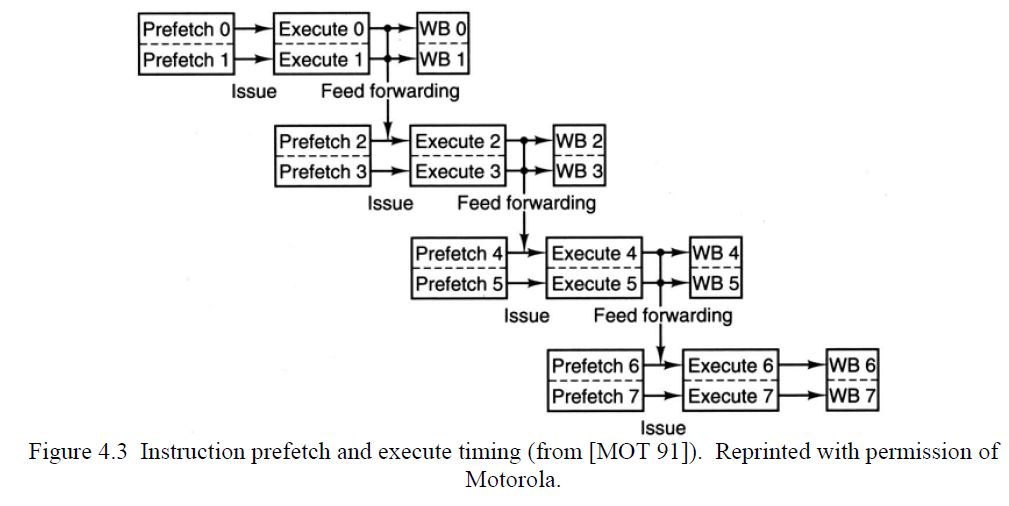 Prefetch 0 Execute 0 WB 0
Prefetch 1 Execute 1 WB 1
Issue Feed forwarding
Prefetch 2 Execute 2 WB 2
Prefetch 3 Execute 3 WB 3
Issue Feed forwarding
Prefetch 4 Execute 4 WB 4
Prefetch 5 Execute 5 WB 5
Issue Feed forwarding
Prefetch 6 Execute 6 WB 6
Prefetch 7 Execute 7 WB 7
Issue
Figure 4.3 Instruction prefetch and execute timing (from [MOT 91]). Reprinted with permission of
Motorola.